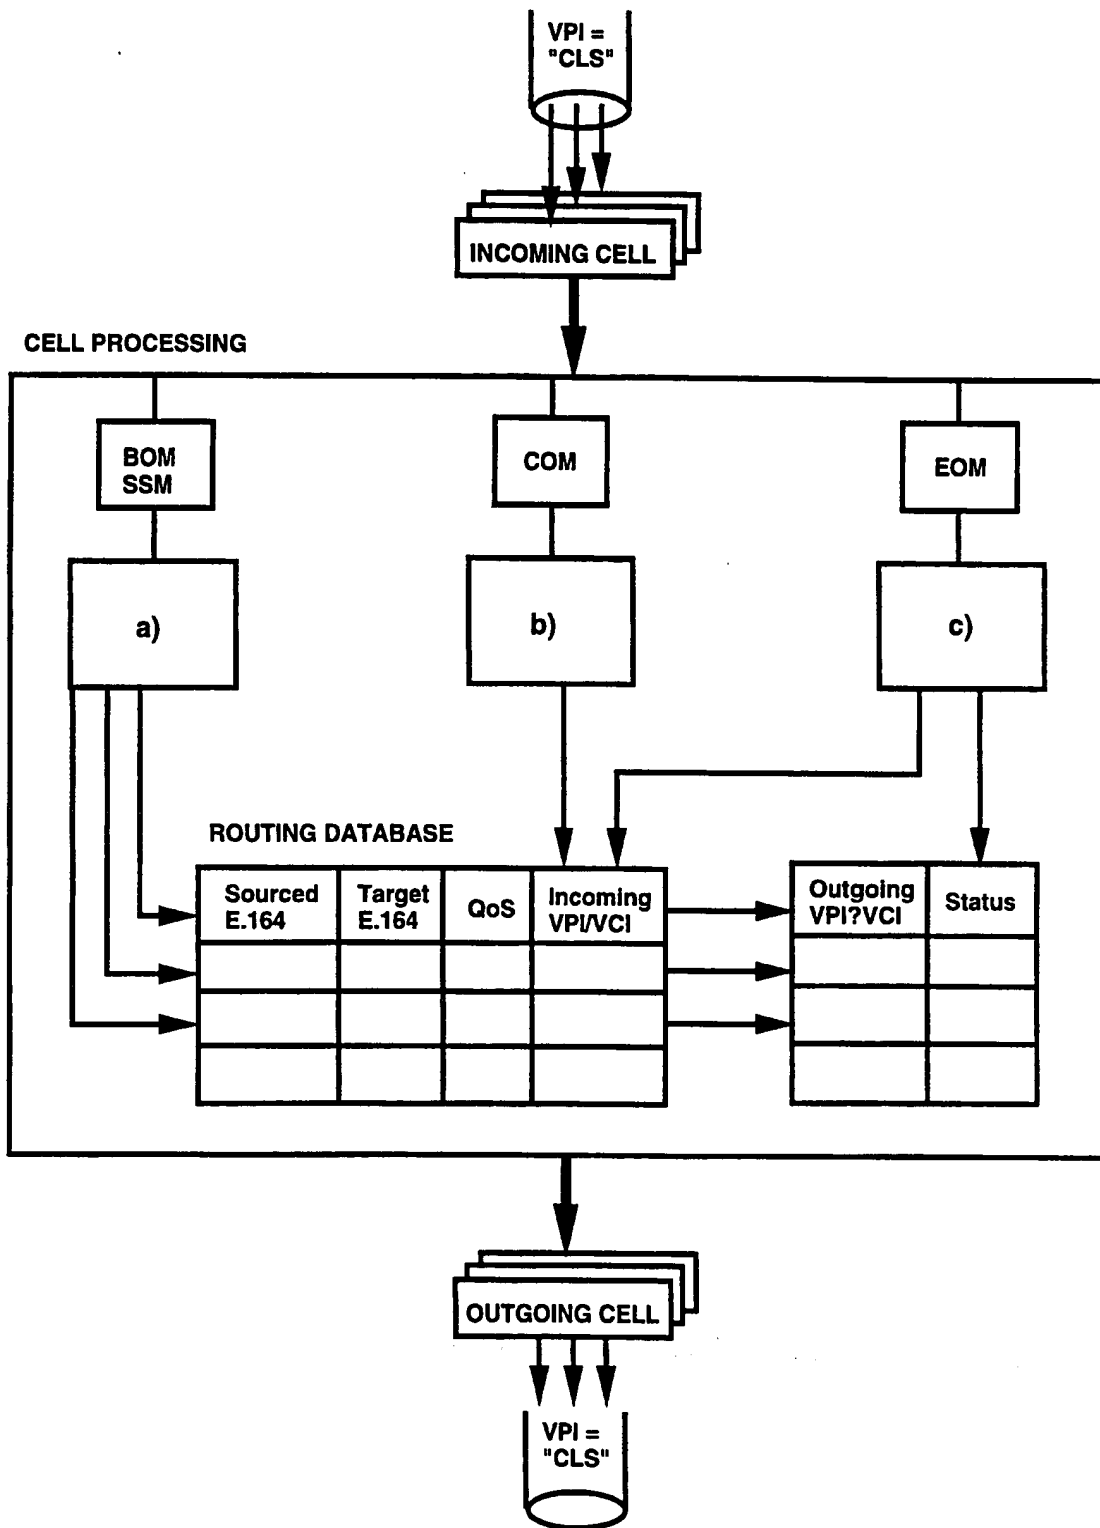 VPI =
"CLS"
INCOMING CELL
CELL PROCESSING
BOM
SSM
COM
EOM
a)
b)
c)
ROUTING DATABASE
Sourced
E.164
Target
E.164
QoS
Incoming
VPI/VCI
Outgoing
VPI?VCI
Status
OUTGOING CELL
VPI =
"CLS"